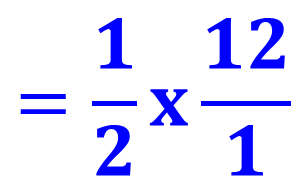 = 1/2 x 12/1